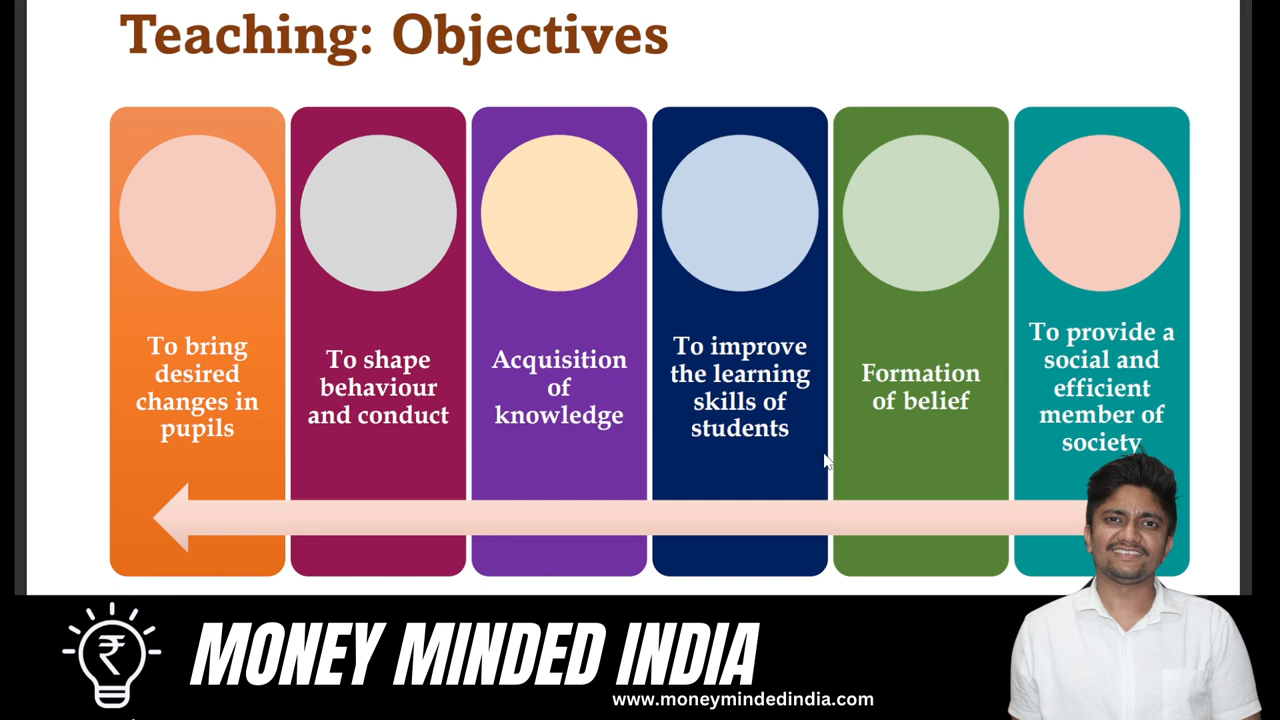 Teaching: Objectives
To bring
desired
changes in
pupils
To shape
behaviour
and conduct
Acquisition
of
knowledge
To improve
the learning
skills of
students
Formation
of belief
To provide a
social and
efficient
member of
society
₹
MONEY MINDED INDIA
www.moneymindedindia.com